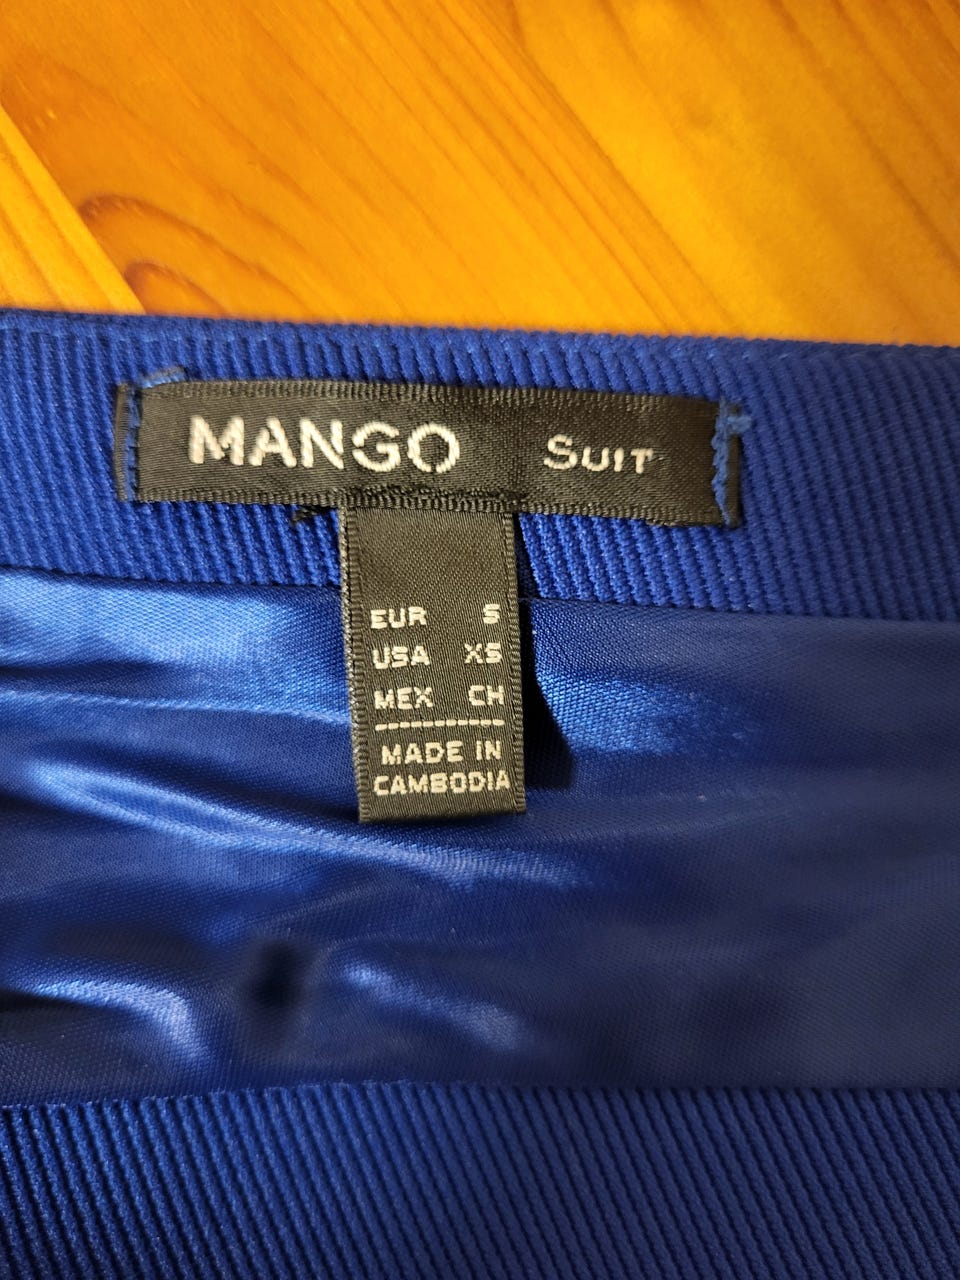 MANGO SUIT
EUR S
USA XS
MEX CH
MADE IN
CAMBODIA